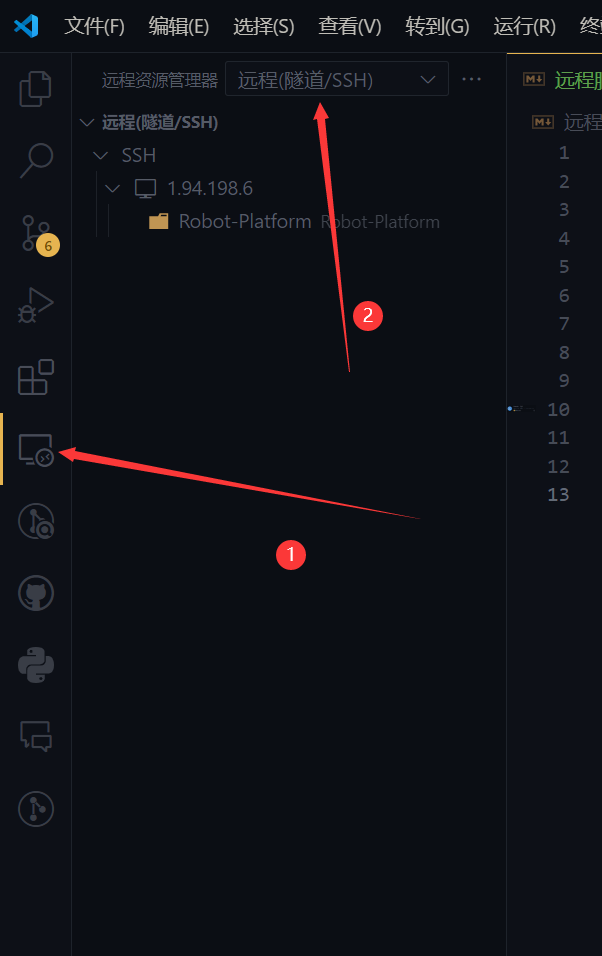 文件(F) 编辑(E) 选择(S) 查看(V) 转到(G) 运行(R)
远程资源管理器 远程(隧道/SSH) ···
远程(隧道/SSH)
SSH
1.94.198.6
Robot-Platform Robot-Platform
6
2
1
M↓ 远程
M↓ 远程
1
2
3
4
5
6
7
8
9
10
11
12
13